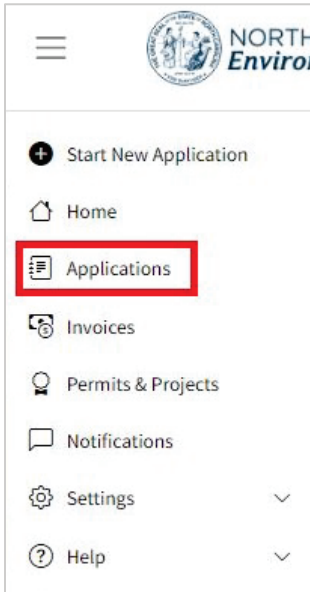 NORTH
Enviro
Start New Application
Home
Applications
Invoices
Permits & Projects
Notifications
Settings
Help